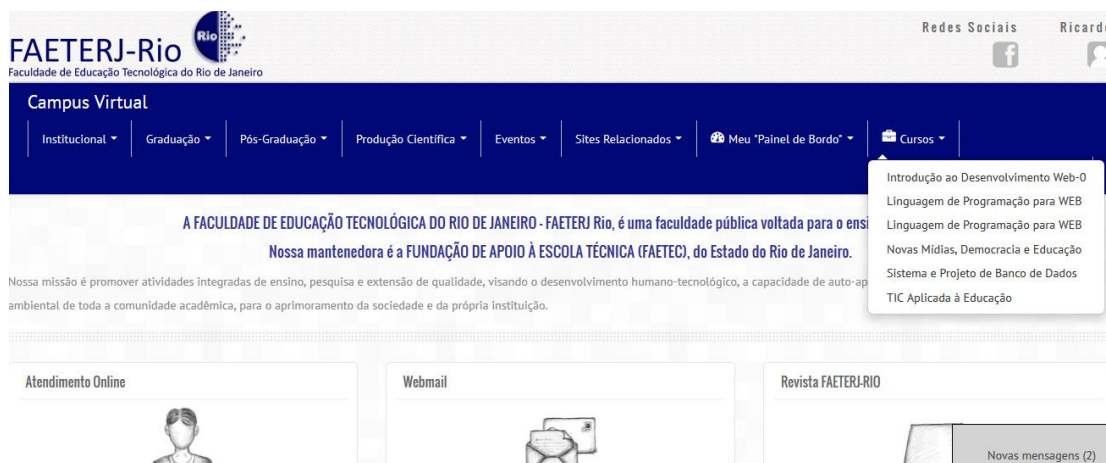 Redes Sociais
Ricardo
Rio
FAETERJ-Rio
Faculdade de Educação Tecnológica do Rio de Janeiro
Campus Virtual
Institucional
Graduação
Pós-Graduação
Produção Científica
Eventos
Sites Relacionados
Meu "Painel de Bordo"
Cursos
Introdução ao Desenvolvimento Web-0
Linguagem de Programação para WEB
Linguagem de Programação para WEB
Novas Mídias, Democracia e Educação
Sistema e Projeto de Banco de Dados
TIC Aplicada à Educação
A FACULDADE DE EDUCAÇÃO TECNOLÓGICA DO RIO DE JANEIRO - FAETERJ Rio, é uma faculdade pública voltada para o ensi
Nossa mantenedora é a FUNDAÇÃO DE APOIO À ESCOLA TÉCNICA (FAETEC), do Estado do Rio de Janeiro.
Nossa missão é promover atividades integradas de ensino, pesquisa e extensão de qualidade, visando o desenvolvimento humano-tecnológico, a capacidade de auto-ap
ambiental de toda a comunidade acadêmica, para o aprimoramento da sociedade e da própria instituição.
Atendimento Online
Webmail
Revista FAETERJ-RIO
Novas mensagens (2)